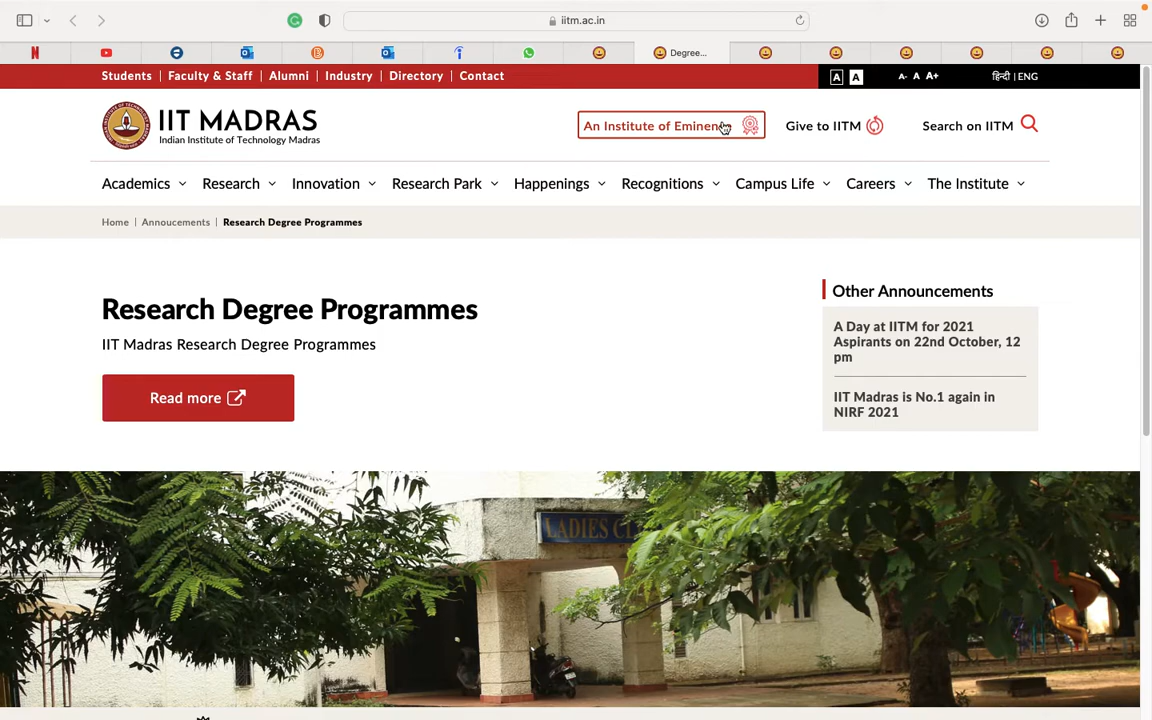 iitm.ac.in
Degree...
Students | Faculty & Staff | Alumni | Industry | Directory | Contact
A A A- A A+ हिन्दी | ENG
IIT MADRAS
Indian Institute of Technology Madras
An Institute of Eminen
Give to IITM
Search on IITM
Academics Research Innovation Research Park Happenings Recognitions Campus Life Careers The Institute
Home | Annoucements | Research Degree Programmes
Research Degree Programmes
IIT Madras Research Degree Programmes
Read more
Other Announcements
A Day at IITM for 2021
Aspirants on 22nd October, 12
pm
IIT Madras is No.1 again in
NIRF 2021
LADIES